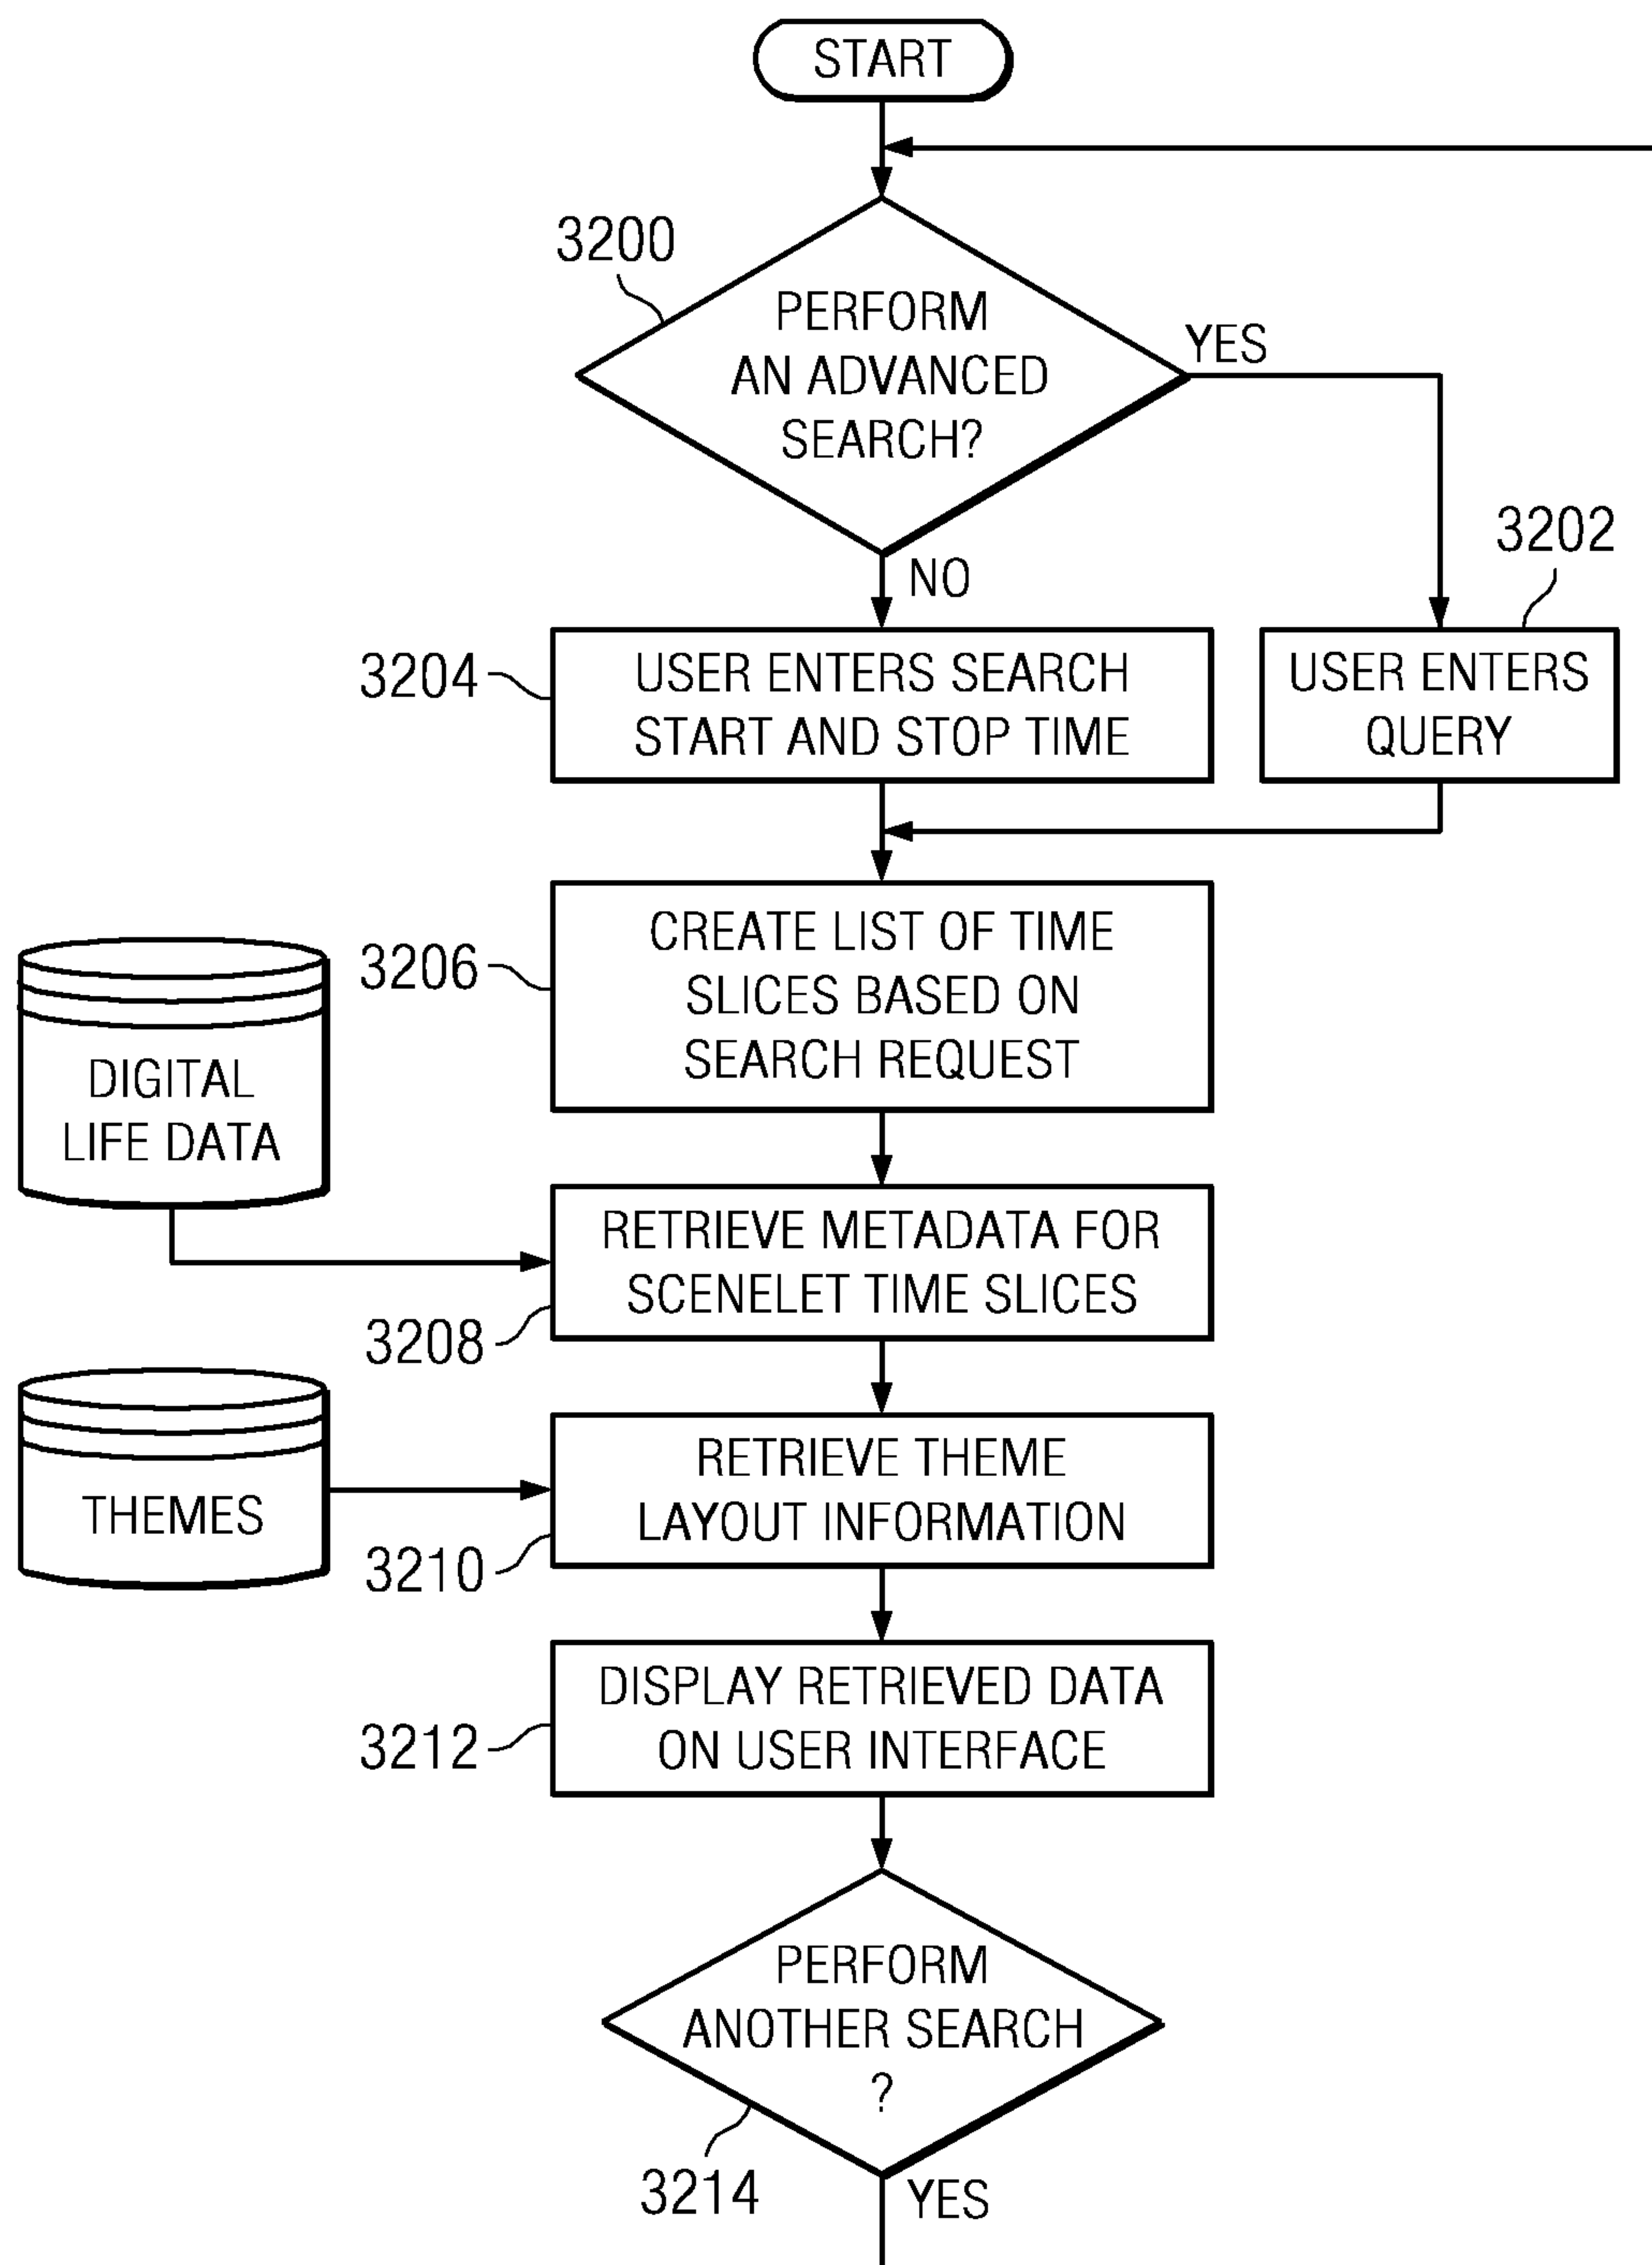 START
3200
PERFORM
AN ADVANCED
SEARCH?
YES
NO
3202
3204
USER ENTERS SEARCH
START AND STOP TIME
USER ENTERS
QUERY
3206
CREATE LIST OF TIME
SLICES BASED ON
SEARCH REQUEST
DIGITAL
LIFE DATA
RETRIEVE METADATA FOR
SCENELET TIME SLICES
3208
THEMES
RETRIEVE THEME
LAYOUT INFORMATION
3210
DISPLAY RETRIEVED DATA
ON USER INTERFACE
3212
PERFORM
ANOTHER SEARCH
?
3214
YES